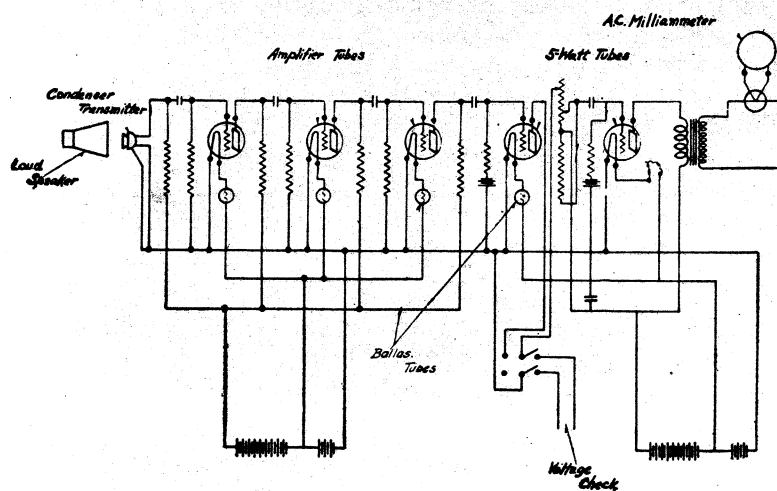 A.C. Milliammeter
Amplifier Tubes
5-Watt Tubes
Condenser
Transmitter
Loud
Speaker
Ballas.
Tubes
Voltage
Check